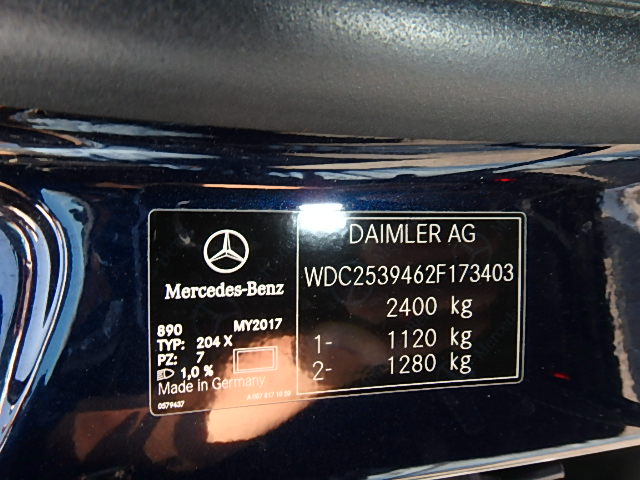 Mercedes-Benz
890 MY2017
TYP: 204 X
PZ: 7
1,0 %
Made in Germany
0579437
DAIMLER AG
WDC2539462F173403
2400 kg
1- 1120 kg
2- 1280 kg